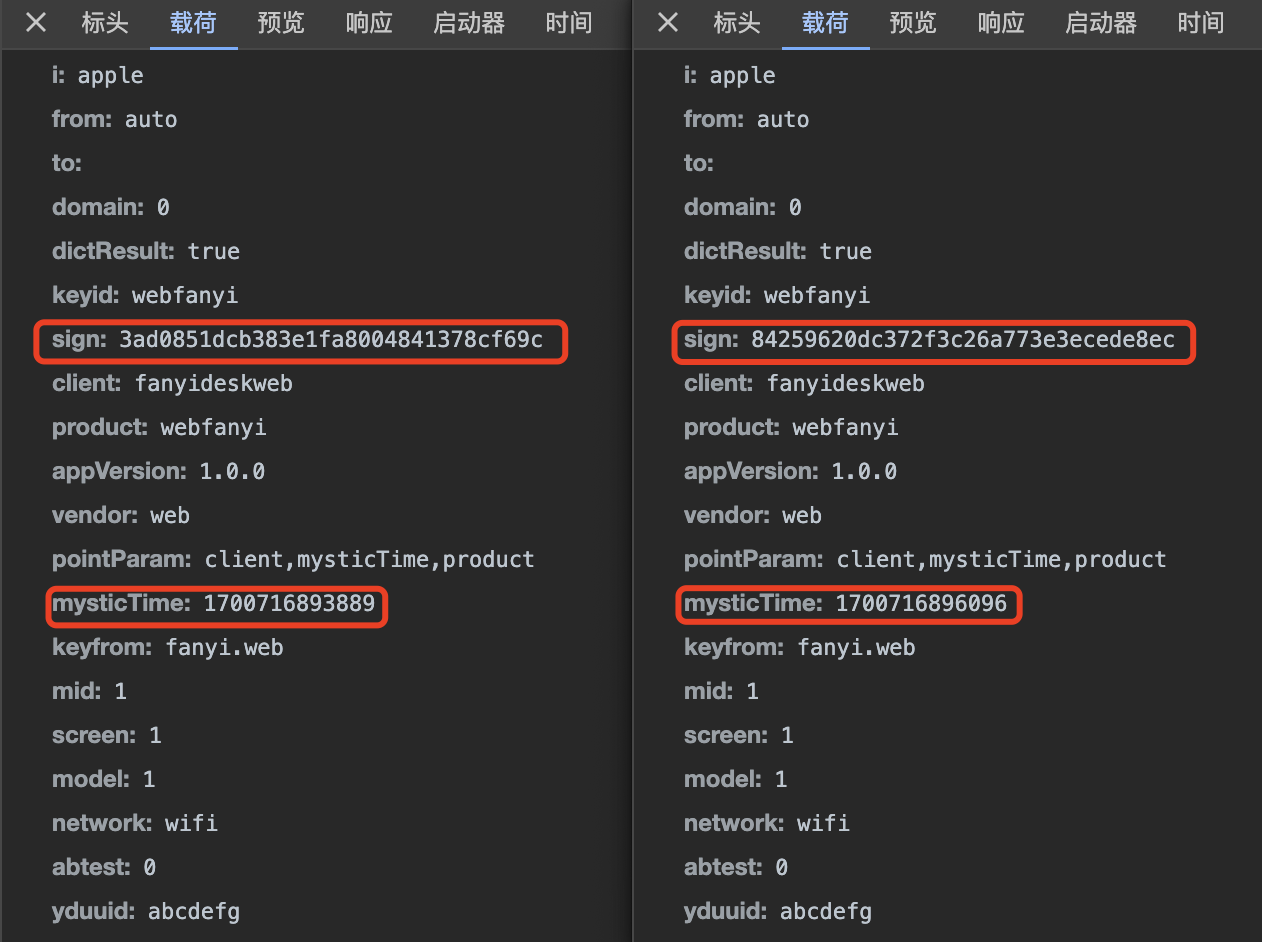 × 标头 载荷 预览 响应 启动器 时间
i: apple
from: auto
to:
domain: 0
dictResult: true
keyid: webfanyi
sign: 3ad0851dcb383e1fa8004841378cf69c
client: fanyideskweb
product: webfanyi
appVersion: 1.0.0
vendor: web
pointParam: client,mysticTime,product
mysticTime: 1700716893889
keyfrom: fanyi.web
mid: 1
screen: 1
model: 1
network: wifi
abtest: 0
yduuid: abcdefg
× 标头 载荷 预览 响应 启动器 时间
i: apple
from: auto
to:
domain: 0
dictResult: true
keyid: webfanyi
sign: 84259620dc372f3c26a773e3ecede8ec
client: fanyideskweb
product: webfanyi
appVersion: 1.0.0
vendor: web
pointParam: client,mysticTime,product
mysticTime: 1700716896096
keyfrom: fanyi.web
mid: 1
screen: 1
model: 1
network: wifi
abtest: 0
yduuid: abcdefg